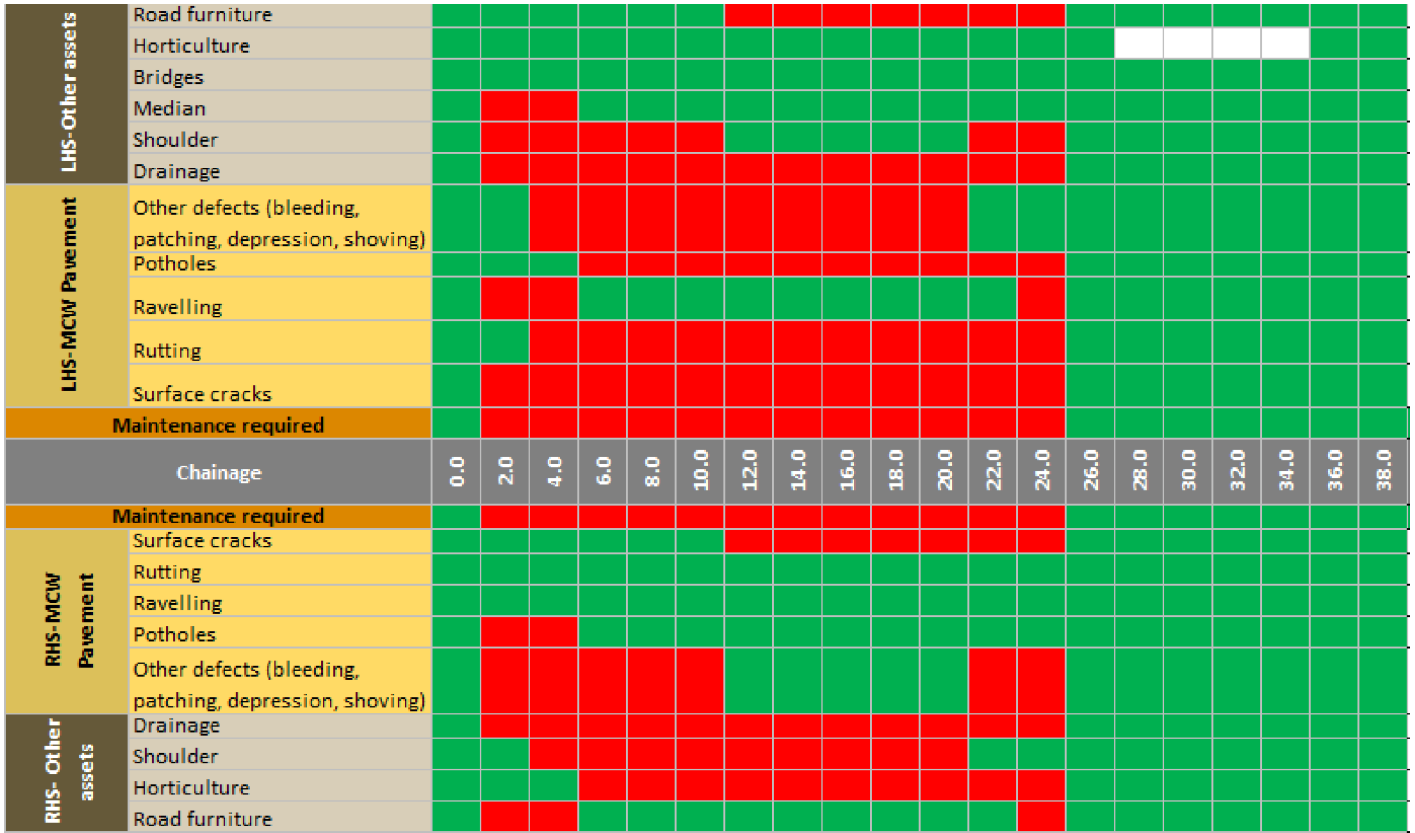 LHS-Other assets
Road furniture
Horticulture
Bridges
Median
Shoulder
Drainage
LHS-MCW Pavement
Other defects (bleeding,
patching, depression, shoving)
Potholes
Ravelling
Rutting
Surface cracks
Maintenance required
Chainage 0.0 2.0 4.0 6.0 8.0 10.0 12.0 14.0 16.0 18.0 20.0 22.0 24.0 26.0 28.0 30.0 32.0 34.0 36.0 38.0
Maintenance required
RHS-MCW
Pavement
Surface cracks
Rutting
Ravelling
Potholes
Other defects (bleeding,
patching, depression, shoving)
RHS- Other
assets
Drainage
Shoulder
Horticulture
Road furniture